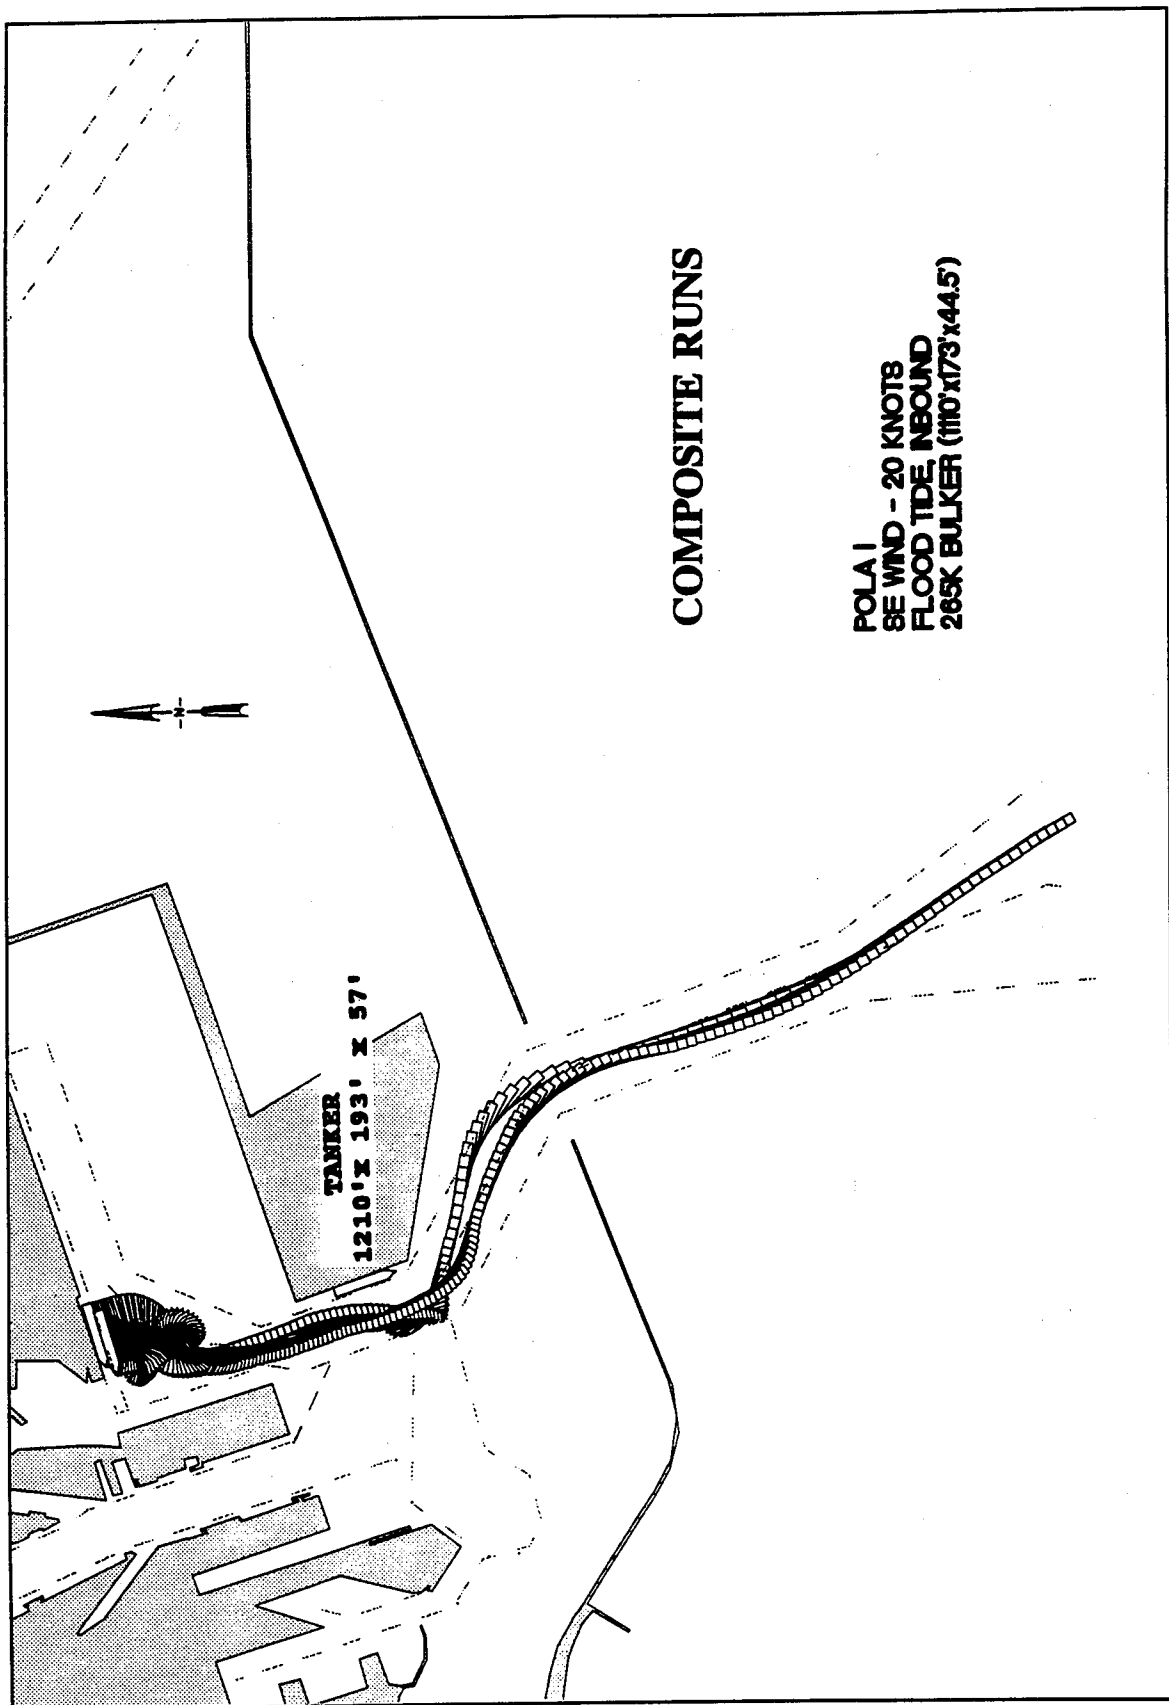 TANKER
1210'X 193' X 57'
-N-
COMPOSITE RUNS
POLA I
SE WIND - 20 KNOTS
FLOOD TIDE, INBOUND
265K BULKER (1110'x173'x44.5')